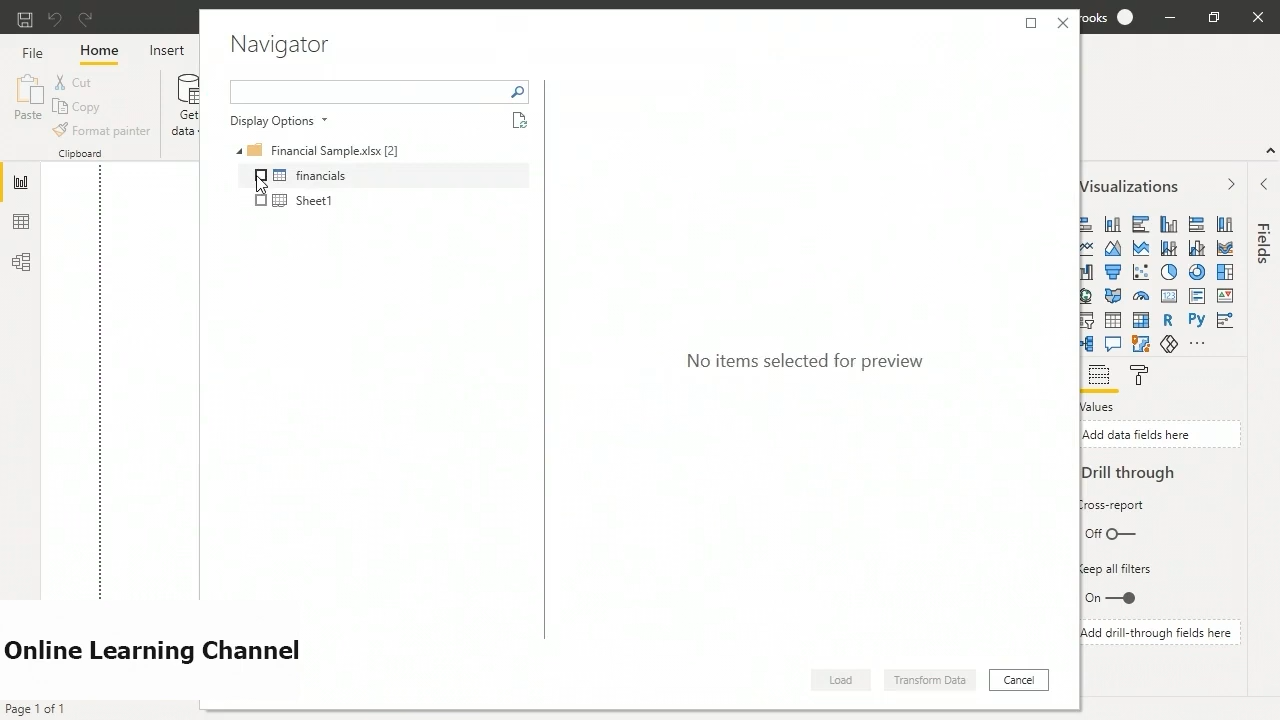 ooks
File
Home
Insert
Paste
Cut
Copy
Format painter
Clipboard
Get
data
Navigator
Display Options
Financial Sample.xlsx [2]
financials
Sheet1
No items selected for preview
Load
Transform Data
Cancel
Visualizations
Fields
123
R
Py
...
Values
Add data fields here
Drill through
Cross-report
Off
Keep all filters
On
Add drill-through fields here
Online Learning Channel
Page 1 of 1